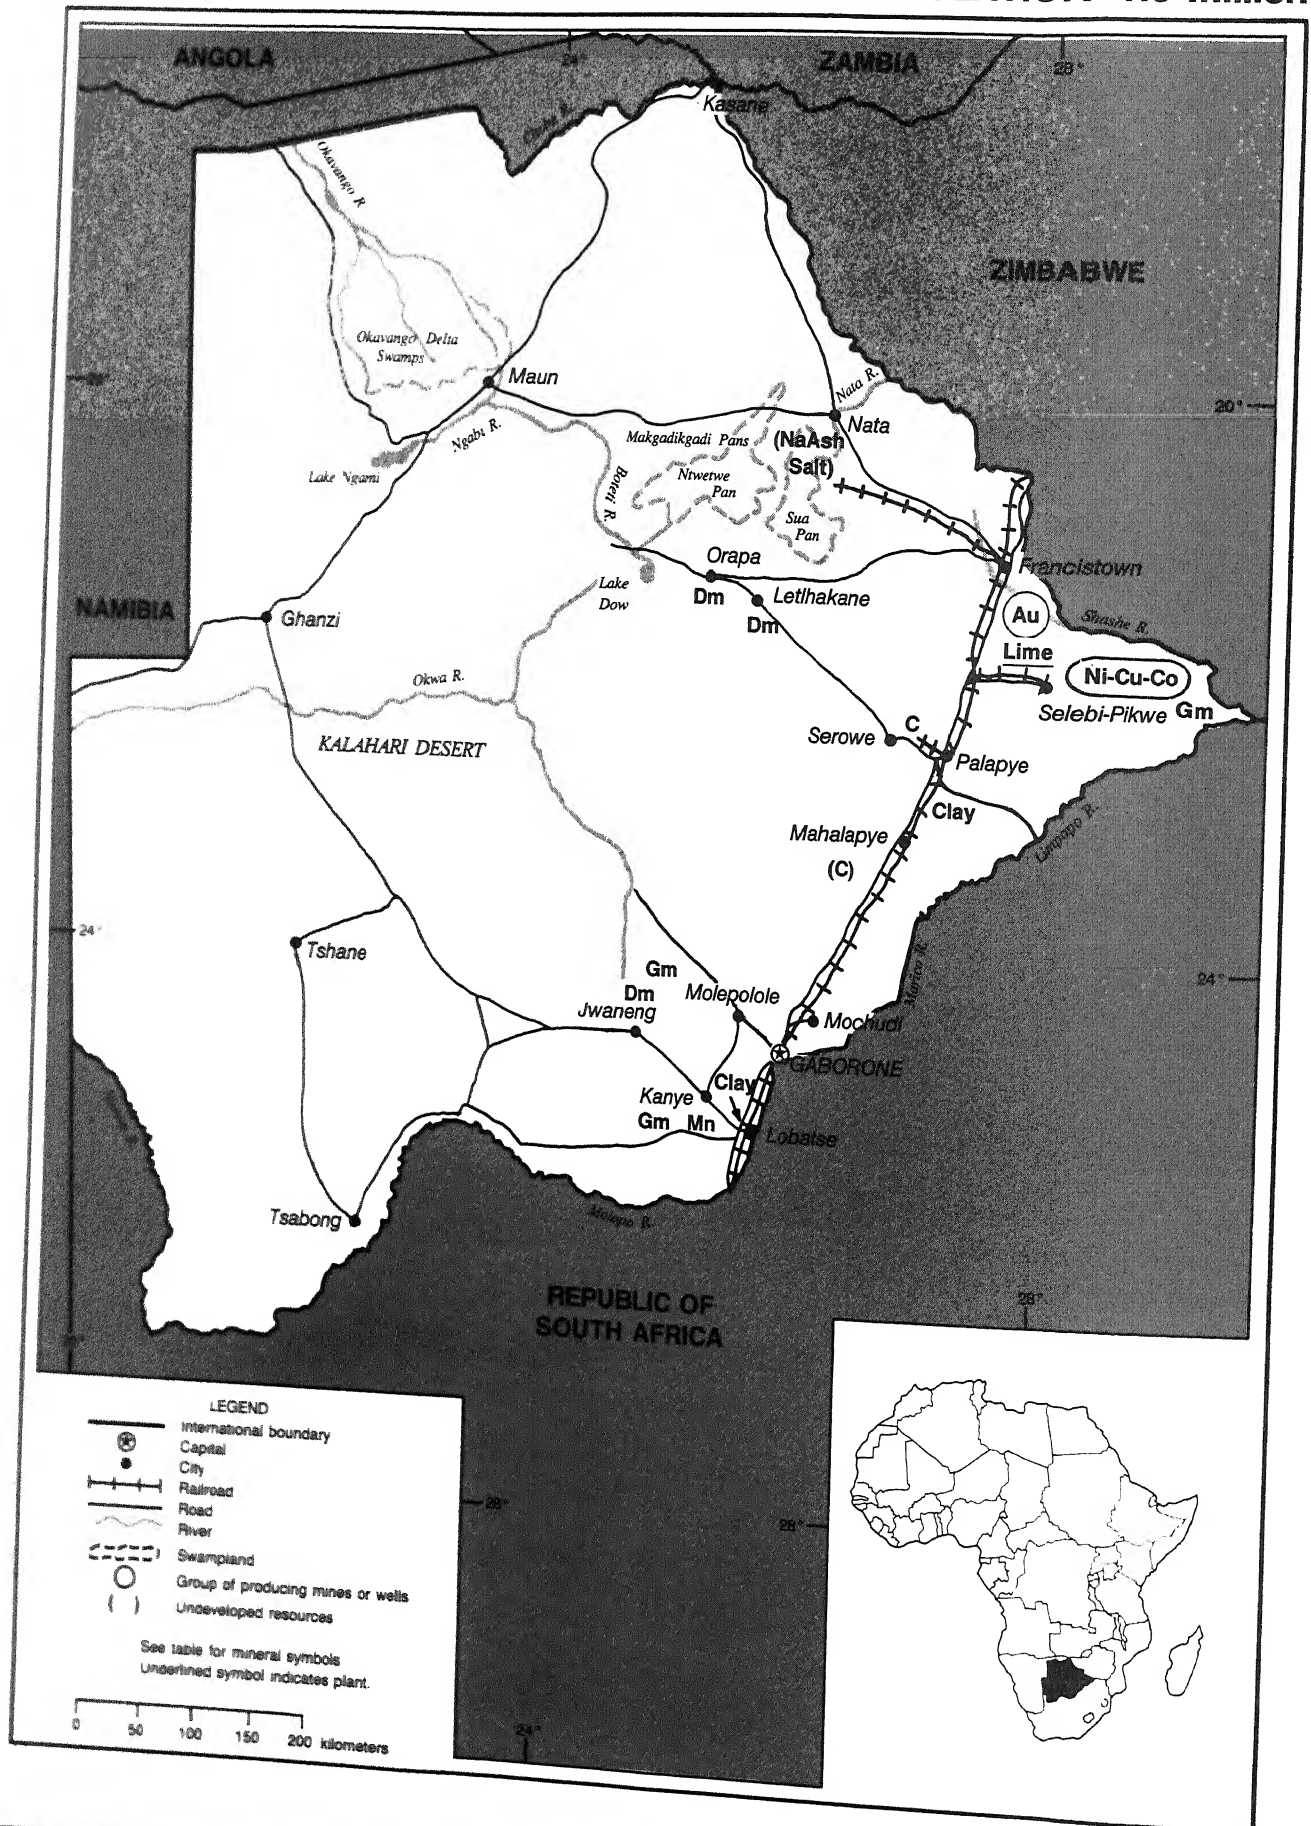 ANGOLA
ZAMBIA
28°
Kasane
Okavango R
ZIMBABWE
Okavango Delta
Swamps
Maun
Nata R.
20°
Nata
Ngabe R.
Makgadikgadi Pans
(NaAsh
Salt)
Lake Ngami
Boteti R.
Ntwetwe
Pan
Sua
Pan
Orapa
Francistown
Dm
Letlhakane
Lake
Dow
Dm
NAMIBIA
Ghanzi
Au
Shashe R.
Lime
Ni-Cu-Co
Okwa R.
Selebi-Pikwe
Gm
KALAHARI DESERT
Serowe
C
Palapye
Clay
Mahalapye
(C)
Limpopo R.
24°
Tshane
Marico R.
24°
Gm
Dm
Molepolole
Jwaneng
Mochudi
GABORONE
Clay
Kanye
Gm
Mn
Lobatse
Tsabong
Molopo R.
REPUBLIC OF
SOUTH AFRICA
28°
LEGEND
International boundary
Capital
City
Railroad
Road
River
Swampland
Group of producing mines or wells
Undeveloped resources
See table for mineral symbols
Underlined symbol indicates plant.
0 50 100 150 200 kilometers
28°
28°
24°